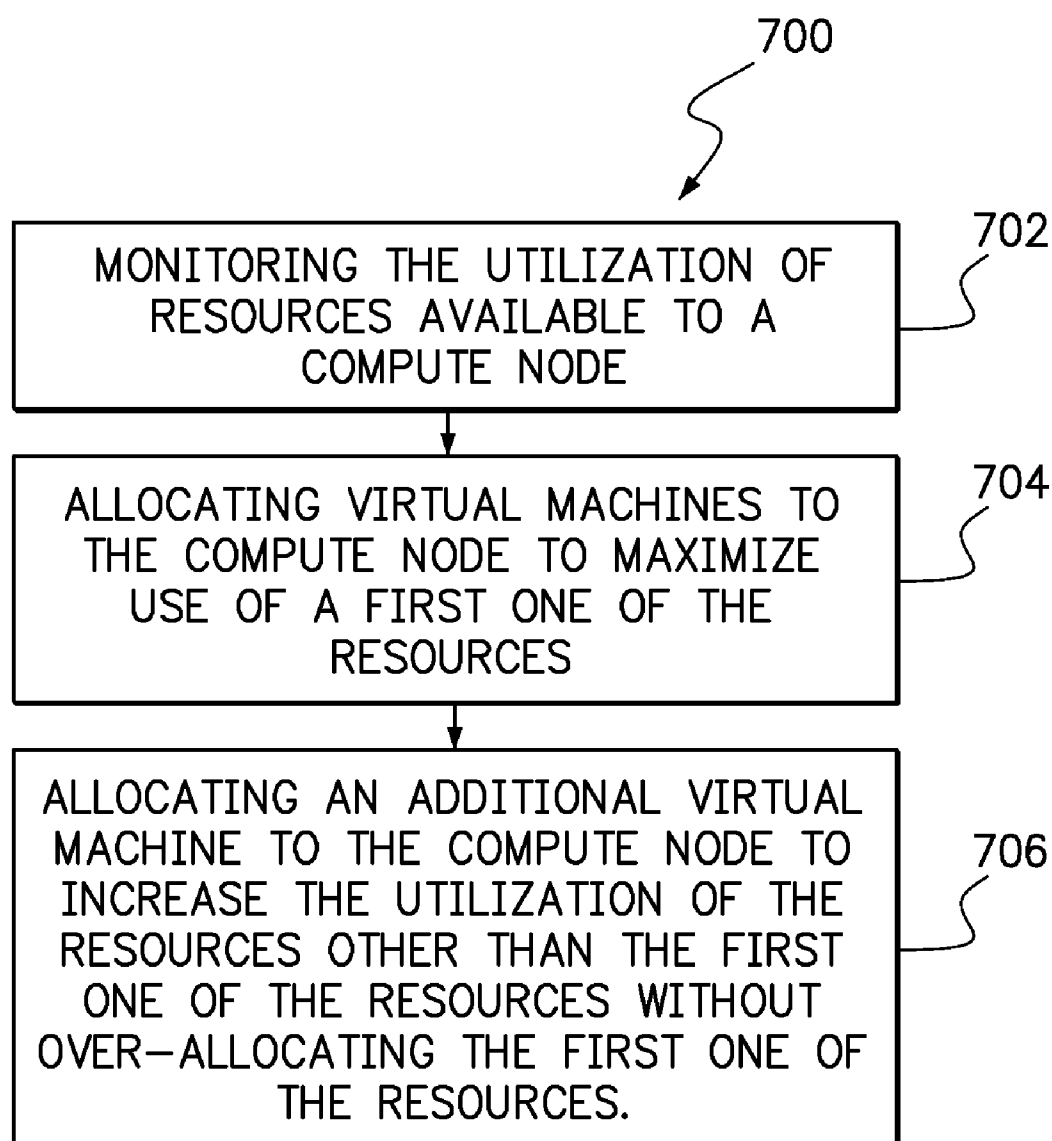 700
MONITORING THE UTILIZATION OF
RESOURCES AVAILABLE TO A
COMPUTE NODE
702
ALLOCATING VIRTUAL MACHINES TO
THE COMPUTE NODE TO MAXIMIZE
USE OF A FIRST ONE OF THE
RESOURCES
704
ALLOCATING AN ADDITIONAL VIRTUAL
MACHINE TO THE COMPUTE NODE TO
INCREASE THE UTILIZATION OF THE
RESOURCES OTHER THAN THE FIRST
ONE OF THE RESOURCES WITHOUT
OVER-ALLOCATING THE FIRST ONE OF
THE RESOURCES.
706